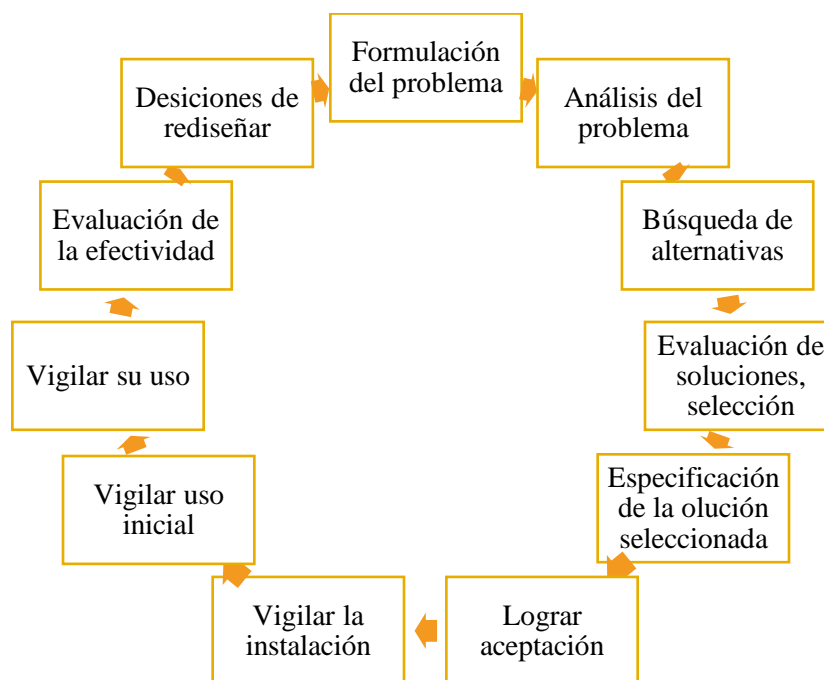 Formulación
del problema
Análisis del
problema
Búsqueda de
alternativas
Evaluación de
soluciones,
selección
Especificación
de la olución
seleccionada
Lograr
aceptación
Vigilar la
instalación
Vigilar uso
inicial
Vigilar su uso
Evaluación de
la efectividad
Desiciones de
rediseñar